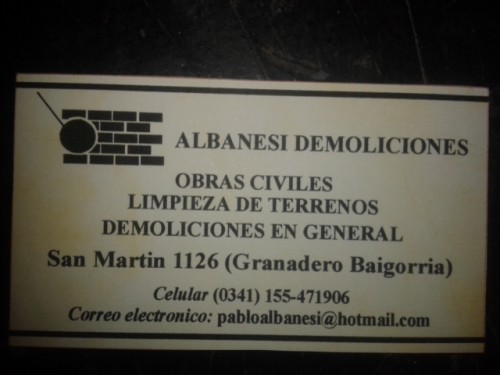 ALBANESI DEMOLICIONES
OBRAS CIVILES
LIMPIEZA DE TERRENOS
DEMOLICIONES EN GENERAL
San Martin 1126 (Granadero Baigorria)
Celular (0341) 155-471906
Correo electronico: pabloalbanesi@hotmail.com